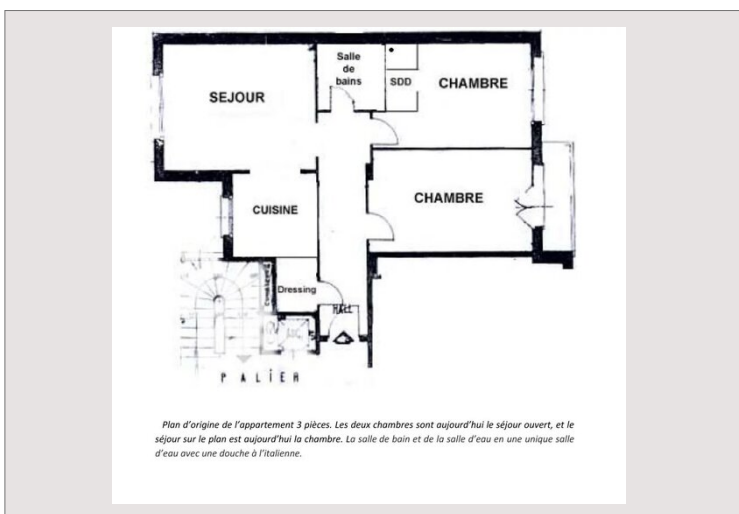 Salle
de
bains
SDD
CHAMBRE
SEJOUR
CHAMBRE
CUISINE
Dressing
HALL
PALIER
Plan d'origine de l'appartement 3 pièces. Les deux chambres sont aujourd'hui le séjour ouvert, et le
séjour sur le plan est aujourd'hui la chambre. La salle de bain et de la salle d'eau en une unique salle
d'eau avec une douche à l'italienne.